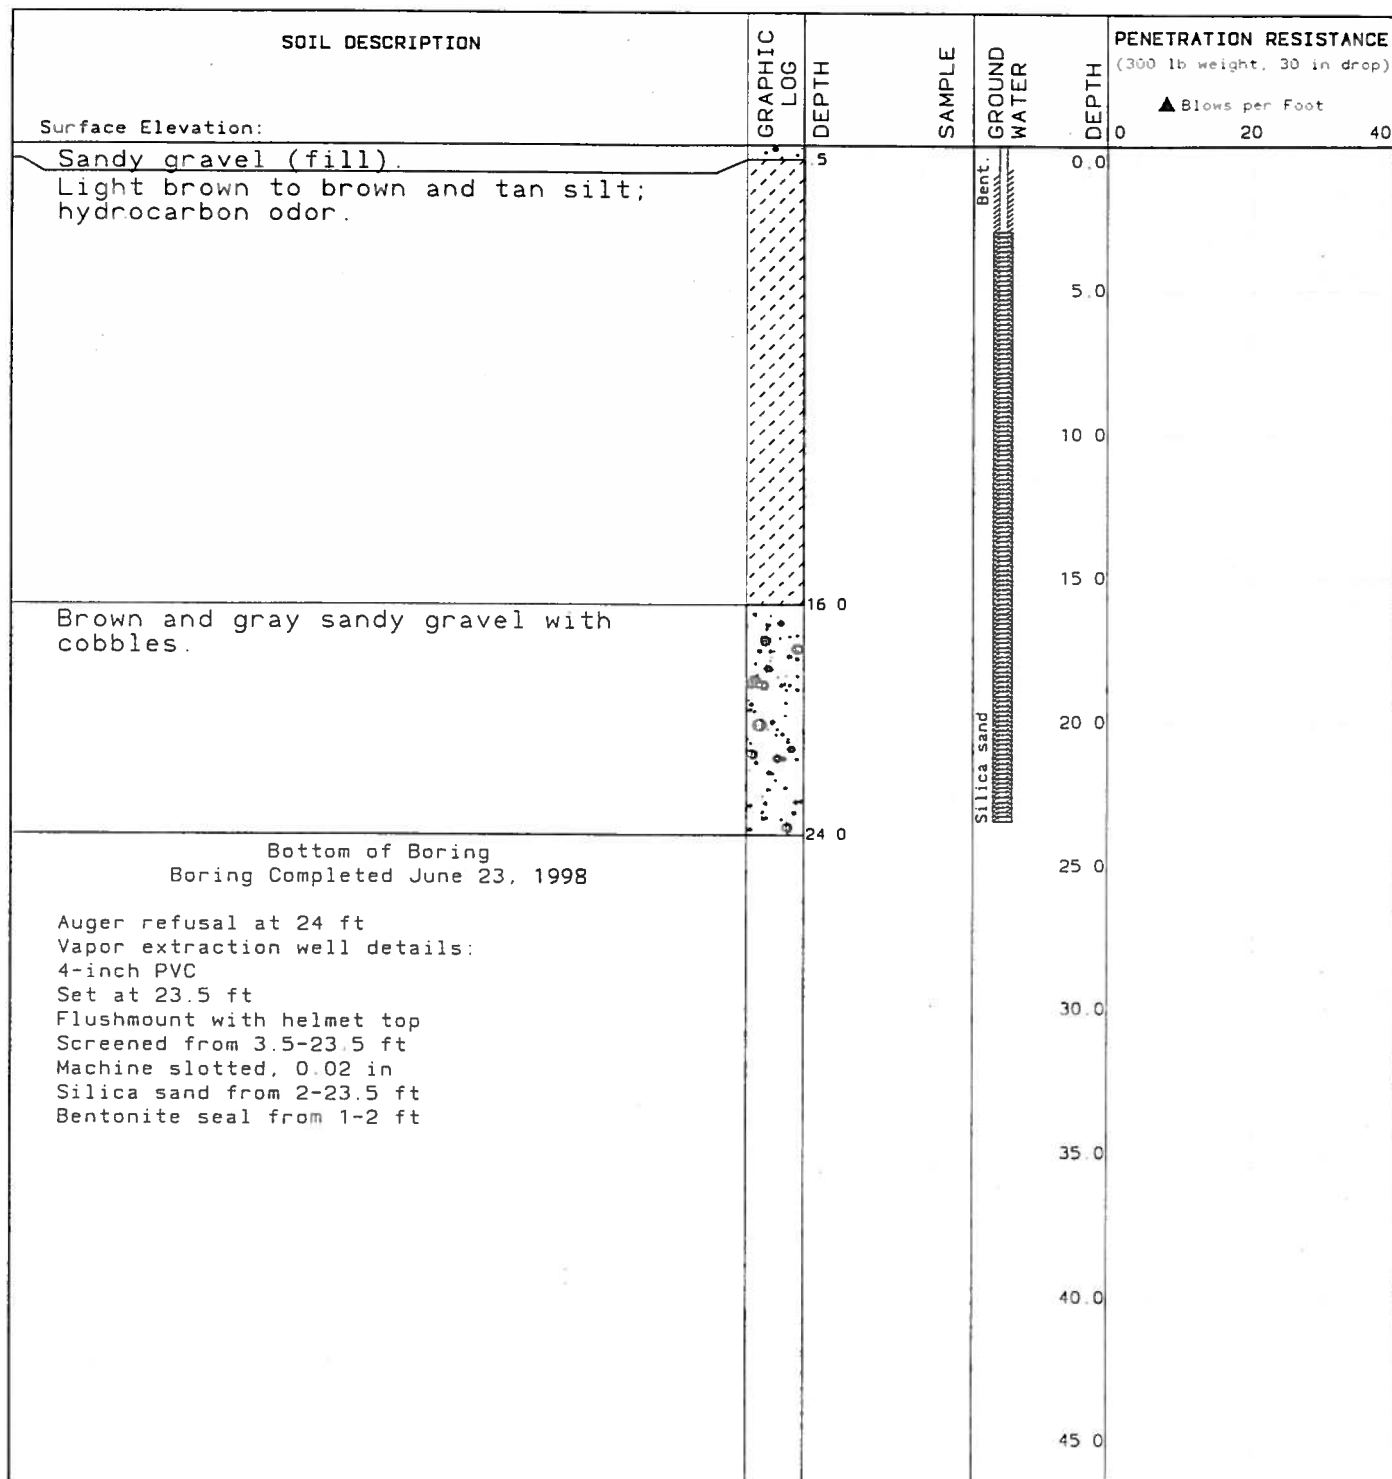 SOIL DESCRIPTION
Surface Elevation:
GRAPHIC
LOG
DEPTH
SAMPLE
GROUND
WATER
DEPTH
PENETRATION RESISTANCE
(300 lb weight, 30 in drop)
▲ Blows per Foot
0 20 40
Sandy gravel (fill).
.5
Bent.
0.0
Light brown to brown and tan silt;
hydrocarbon odor.
5.0
10 0
15 0
16 0
Brown and gray sandy gravel with
cobbles.
Silica sand
20 0
24 0
Bottom of Boring
Boring Completed June 23, 1998
25 0
Auger refusal at 24 ft
Vapor extraction well details:
4-inch PVC
Set at 23.5 ft
Flushmount with helmet top
Screened from 3.5-23.5 ft
Machine slotted, 0.02 in
Silica sand from 2-23.5 ft
Bentonite seal from 1-2 ft
30.0
35.0
40.0
45 0